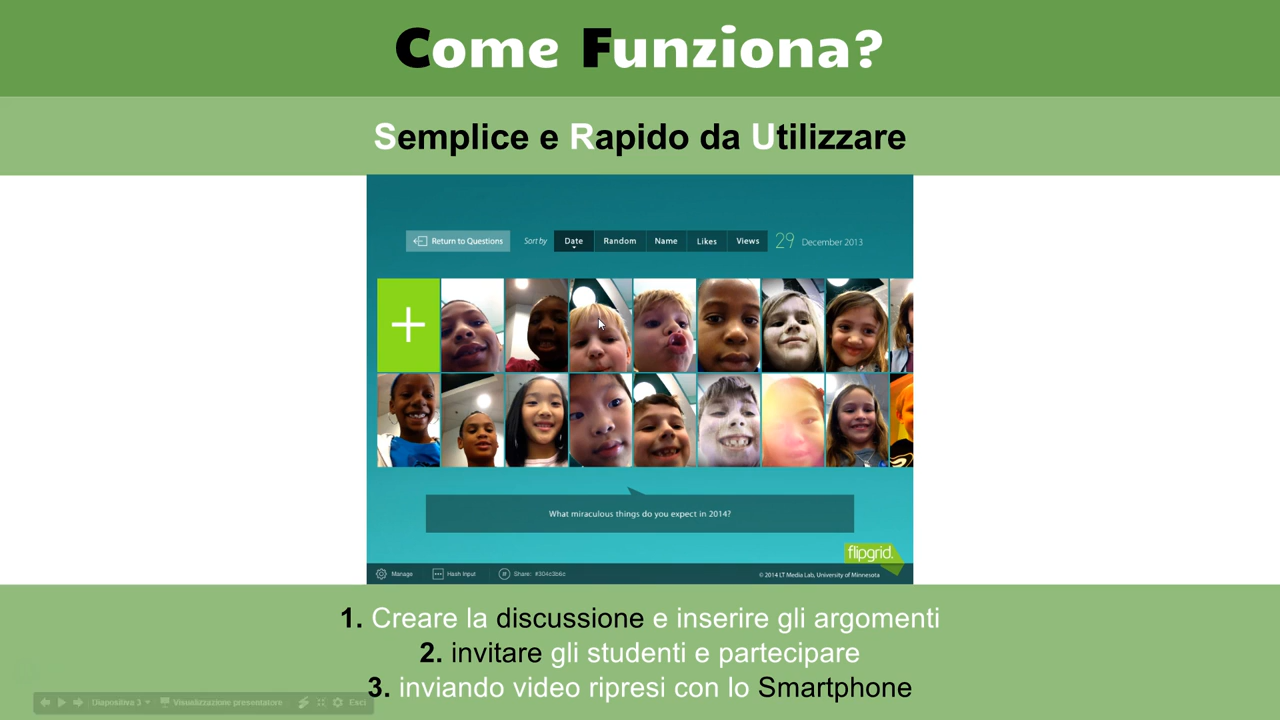 Come Funziona?
Semplice e Rapido da Utilizzare
Return to Questions Sort by Date Random Name Likes Views 29 December 2013
What miraculous things do you expect in 2014?
flipgrid.
Manage Hash Input # Share: #304c3b6c
© 2014 LT Media Lab, University of Minnesota
1. Creare la discussione e inserire gli argomenti
2. invitare gli studenti e partecipare
3. inviando video ripresi con lo Smartphone
Diapositiva 3 Visualizzazione presentatore Esci